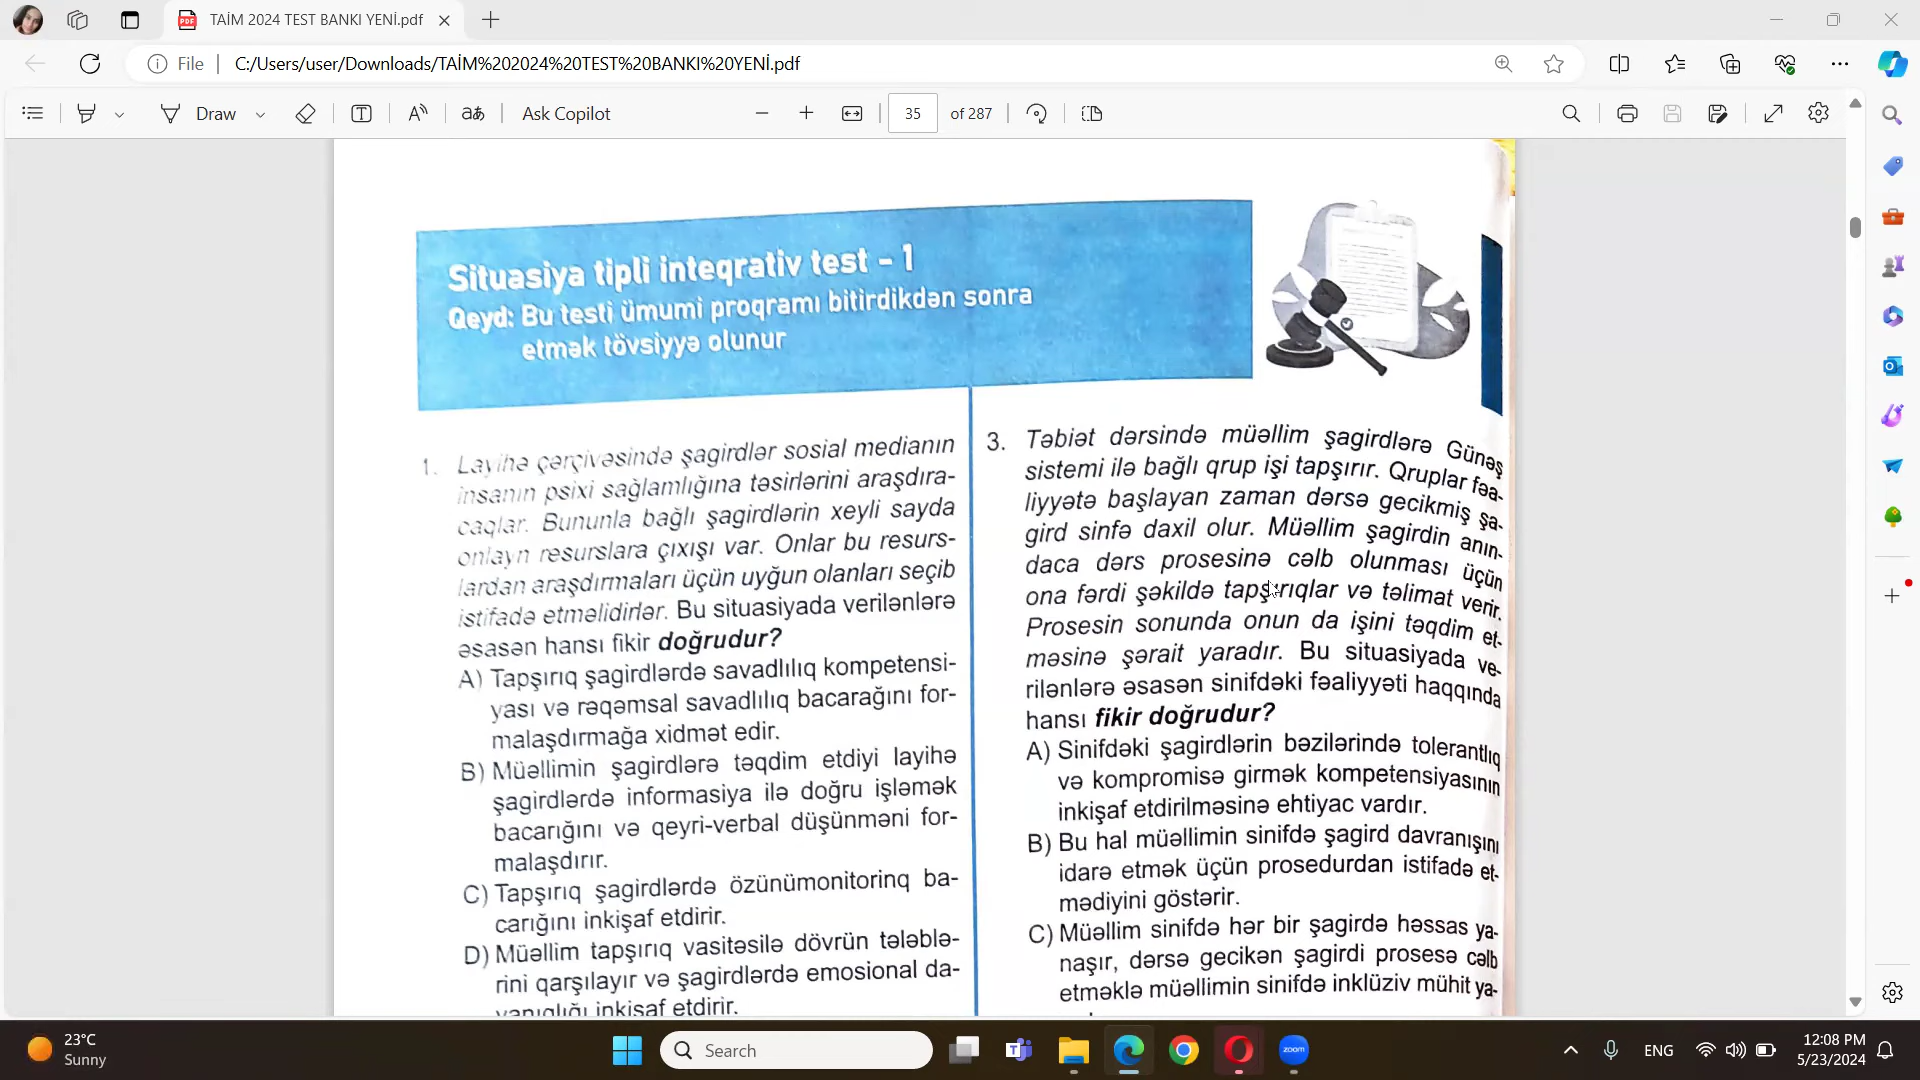 TAİM 2024 TEST BANKI YENİ.pdf
File
C:/Users/user/Downloads/TAİM%202024%20TEST%20BANKI%20YENİ.pdf
Draw
aあ
Ask Copilot
35 of 287
Situasiya tipli inteqrativ test - 1
Qeyd: Bu testi ümumi proqramı bitirdikdən sonra
etmək tövsiyyə olunur
1. Layihə çərçivəsində şagirdlər sosial medianın
insanın psixi sağlamlığına təsirlərini araşdıra-
caqlar. Bununla bağlı şagirdlərin xeyli sayda
onlayn resurslara çıxışı var. Onlar bu resurs-
lardan araşdırmaları üçün uyğun olanları seçib
istifadə etməlidirlər. Bu situasiyada verilənlərə
əsasən hansı fikir doğrudur?
A) Tapşırıq şagirdlərdə savadlılıq kompetensi-
yası və rəqəmsal savadlılıq bacarağını for-
malaşdırmağa xidmət edir.
B) Müəllimin şagirdlərə təqdim etdiyi layihə
şagirdlərdə informasiya ilə doğru işləmək
bacarığını və qeyri-verbal düşünməni for-
malaşdırır.
C) Tapşırıq şagirdlərdə özünümonitorinq ba-
carığını inkişaf etdirir.
D) Müəllim tapşırıq vasitəsilə dövrün tələblə-
rini qarşılayır və şagirdlərdə emosional da-
yanıqlığı inkişaf etdirir.
3. Təbiət dərsində müəllim şagirdlərə Günəş
sistemi ilə bağlı qrup işi tapşırır. Qruplar fəa-
liyyətə başlayan zaman dərsə gecikmiş şa-
gird sinfə daxil olur. Müəllim şagirdin anın-
daca dərs prosesinə cəlb olunması üçün
ona fərdi şəkildə tapşırıqlar və təlimat verir.
Prosesin sonunda onun da işini təqdim et-
məsinə şərait yaradır. Bu situasiyada ve-
rilənlərə əsasən sinifdəki fəaliyyəti haqqında
hansı fikir doğrudur?
A) Sinifdəki şagirdlərin bəzilərində tolerantlıq
və kompromisə girmək kompetensiyasının
inkişaf etdirilməsinə ehtiyac vardır.
B) Bu hal müəllimin sinifdə şagird davranışını
idarə etmək üçün prosedurdan istifadə et-
mədiyini göstərir.
C) Müəllim sinifdə hər bir şagirdə həssas ya-
naşır, dərsə gecikən şagirdi prosesə cəlb
etməklə müəllimin sinifdə inklüziv mühit ya-
23°C
Sunny
Search
zoom
ENG
12:08 PM
5/23/2024